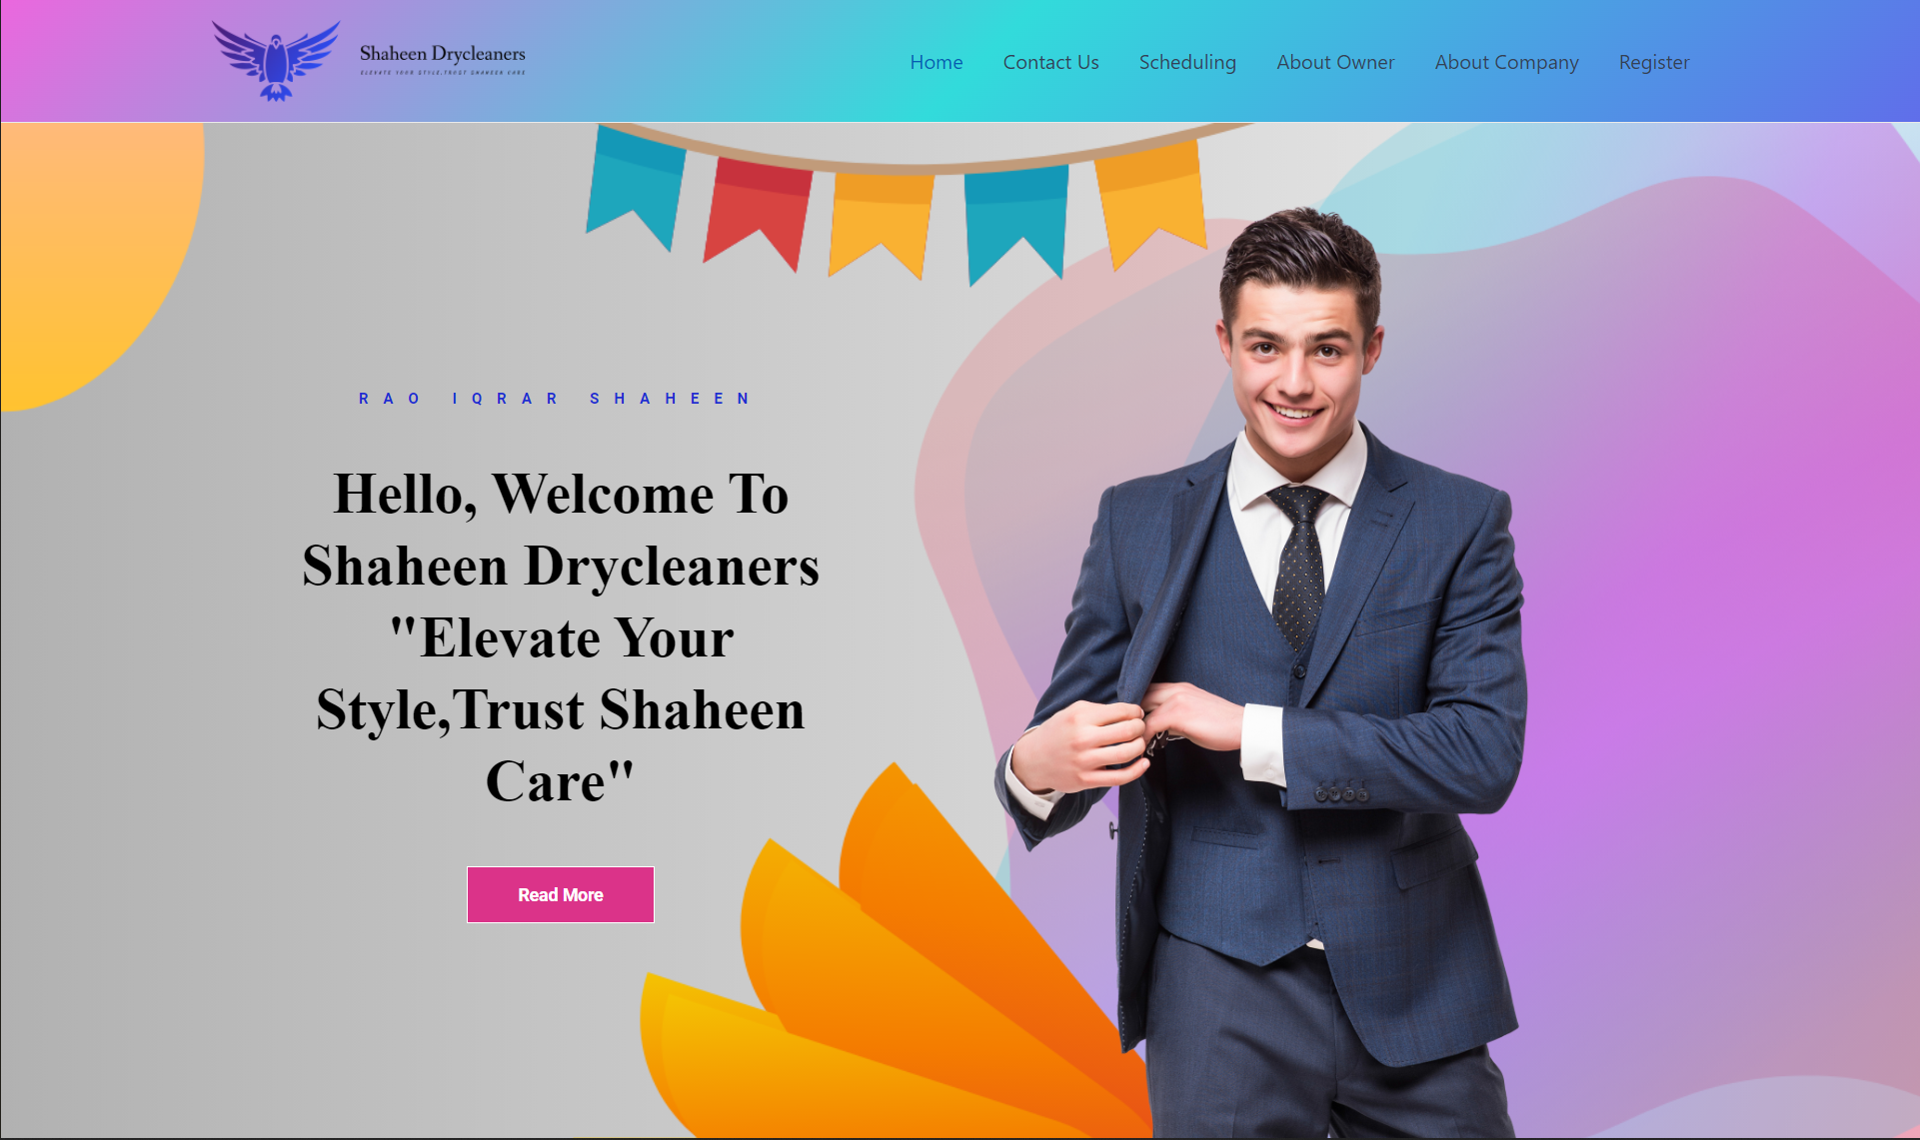 Shaheen Drycleaners
ELEVATE YOUR STYLE,TRUST SHAHEEN CARE
Home
Contact Us
Scheduling
About Owner
About Company
Register
RAO IQRAR SHAHEEN
Hello, Welcome To
Shaheen Drycleaners
"Elevate Your
Style,Trust Shaheen
Care"
Read More